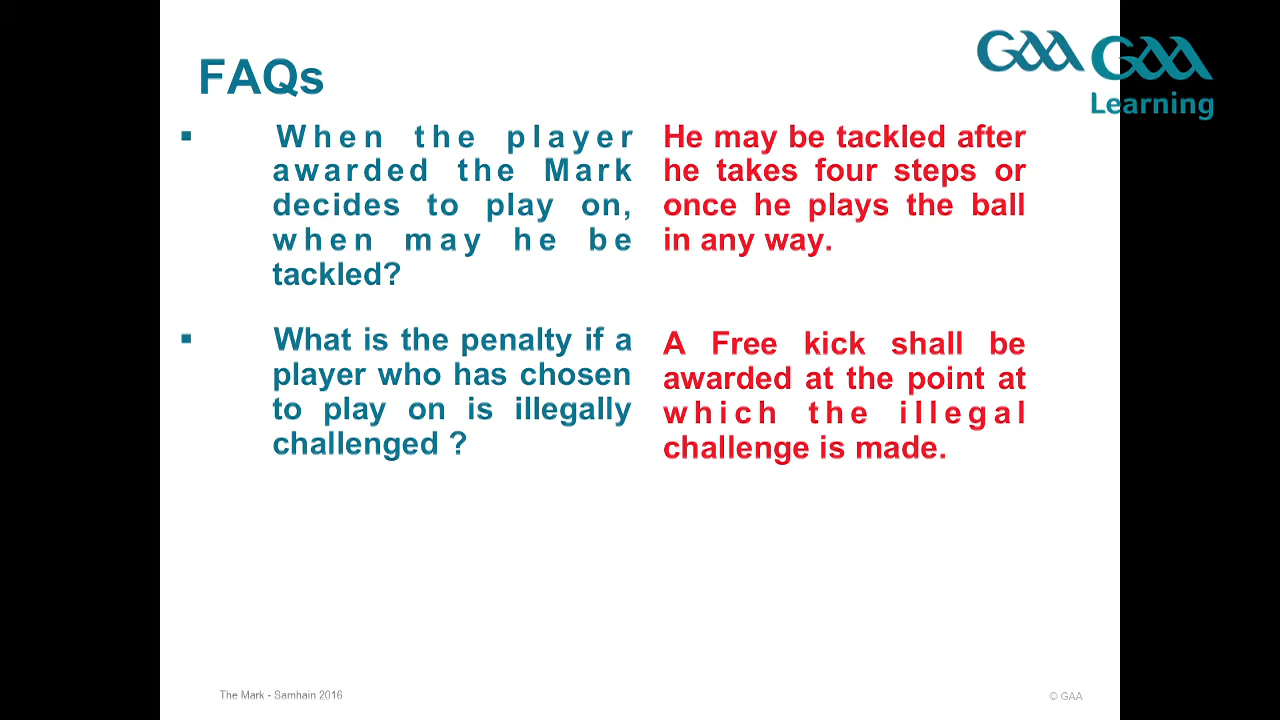 GAA GAA
Learning
FAQs
▪ When the player
awarded the Mark
decides to play on,
when may he be
tackled?
He may be tackled after
he takes four steps or
once he plays the ball
in any way.
▪ What is the penalty if a
player who has chosen
to play on is illegally
challenged ?
A Free kick shall be
awarded at the point at
which the illegal
challenge is made.
The Mark - Samhain 2016
© GAA